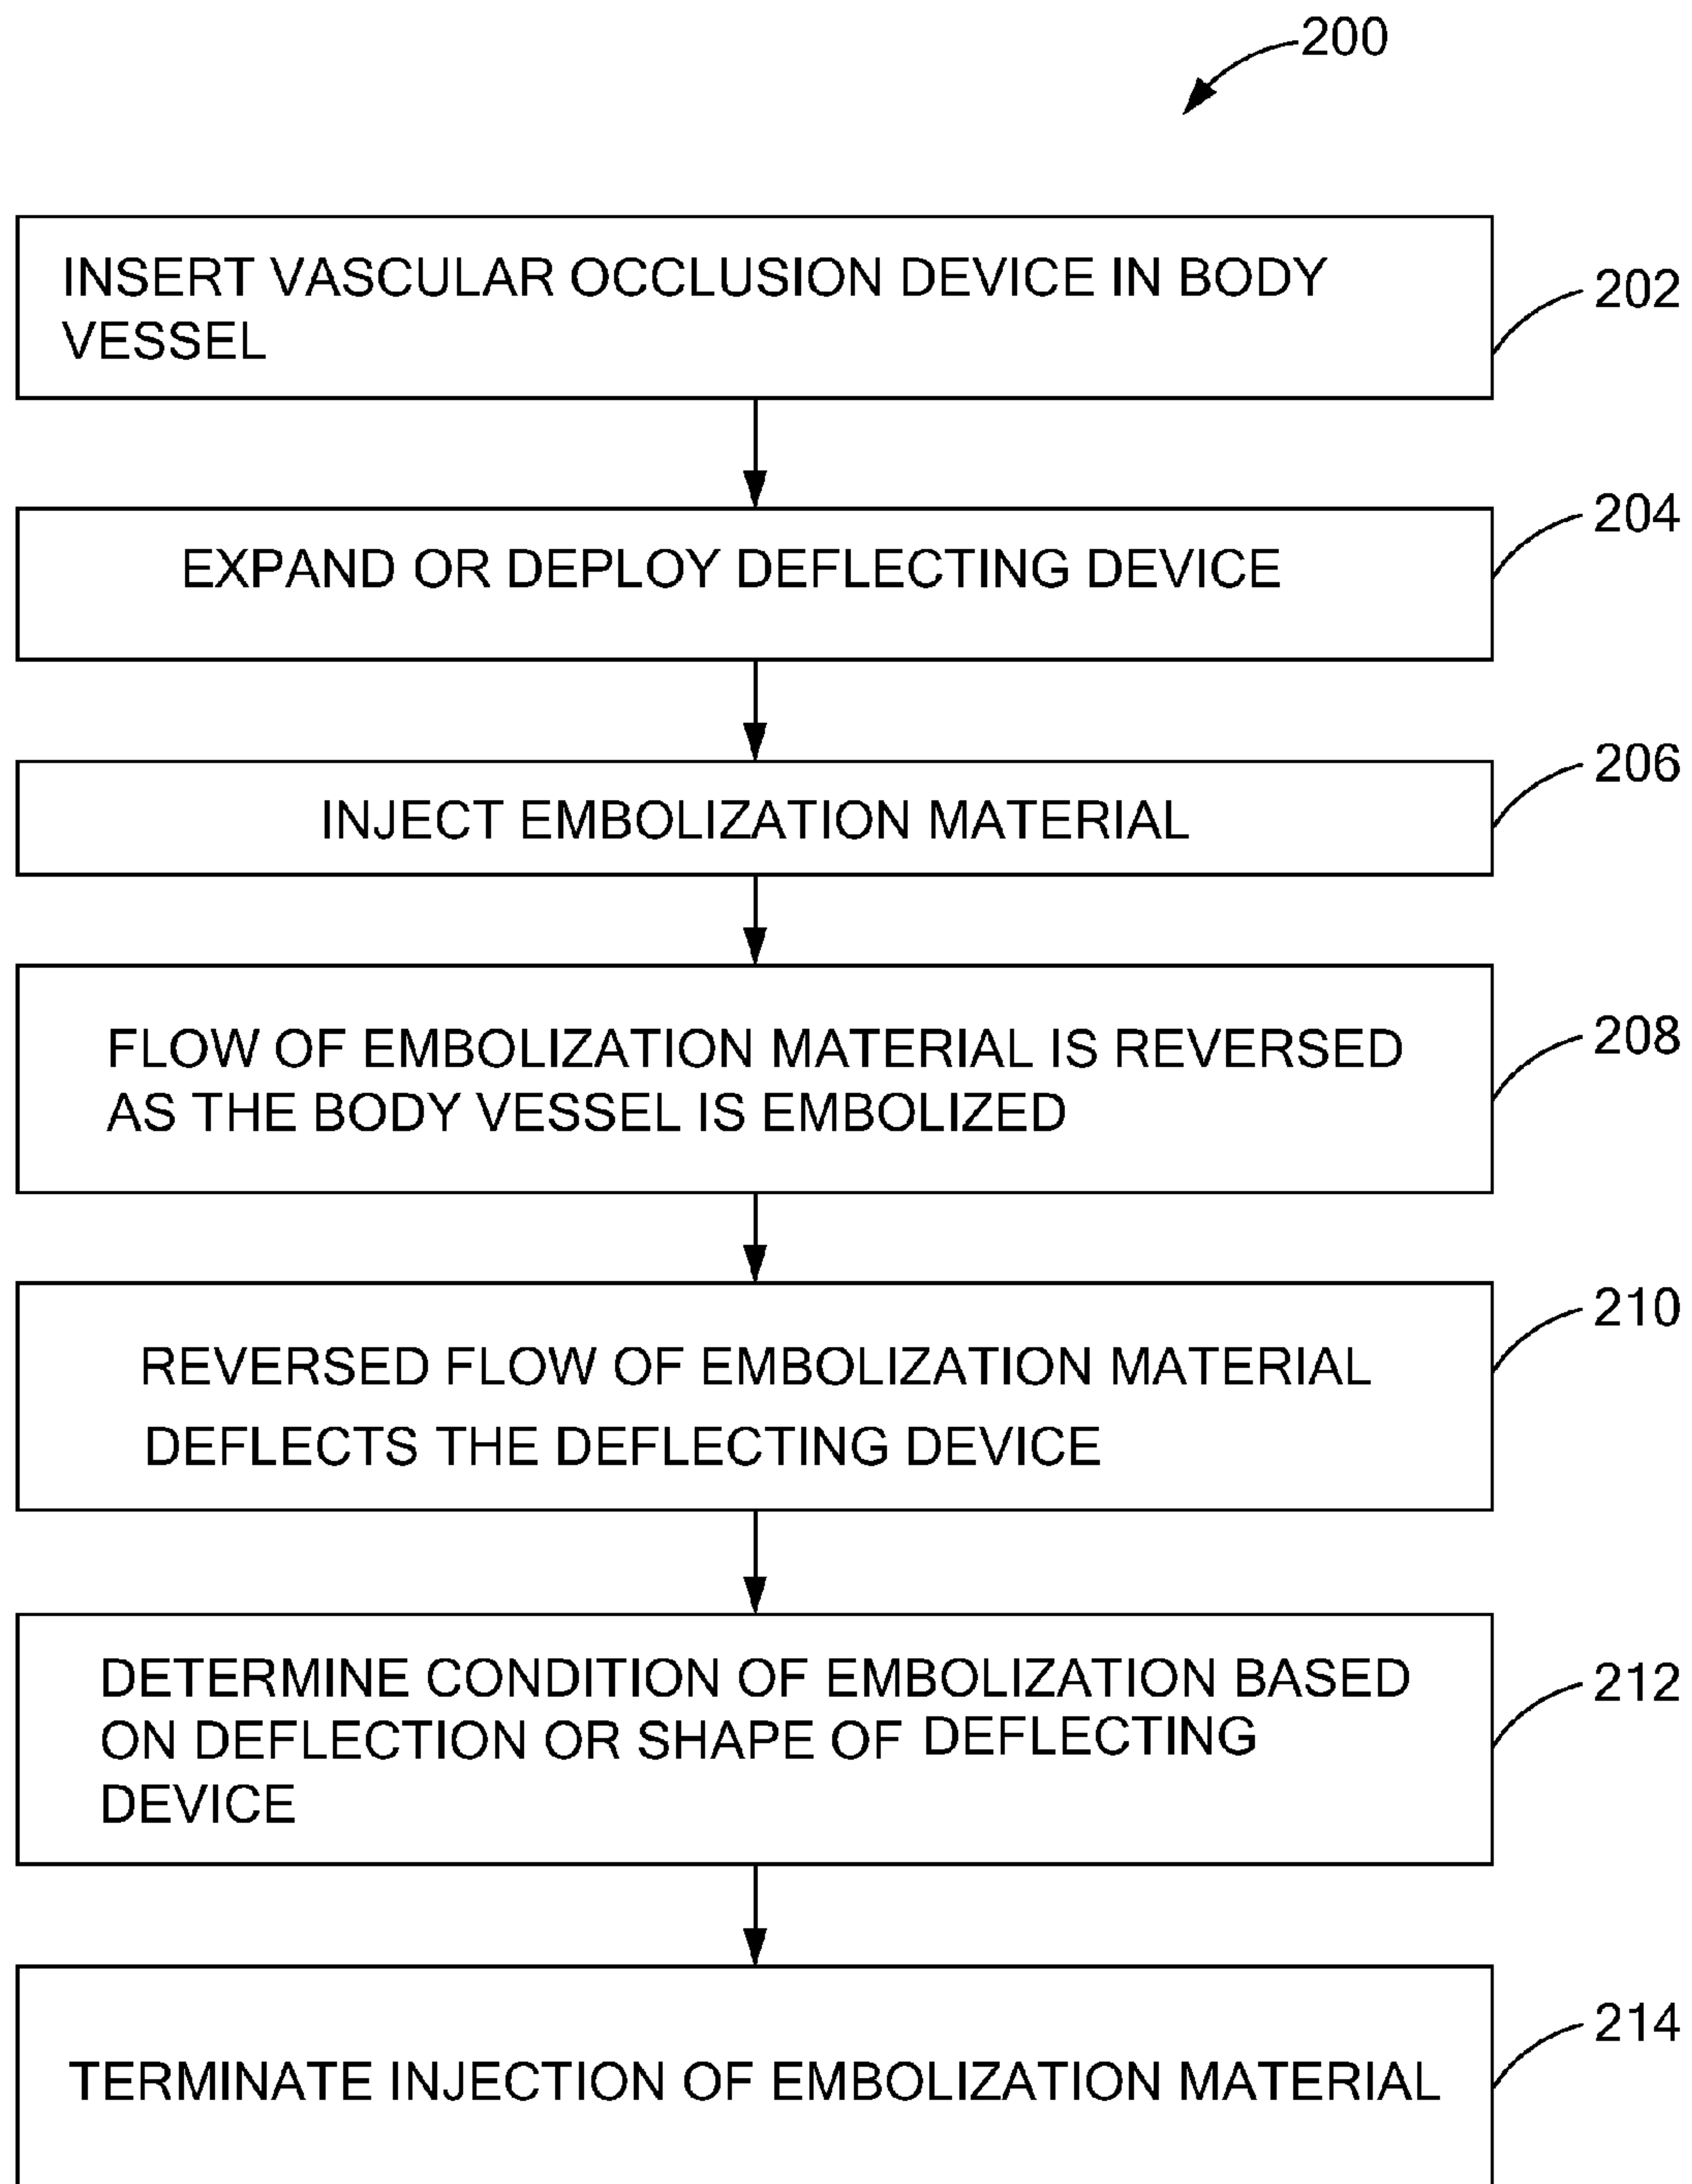 200
INSERT VASCULAR OCCLUSION DEVICE IN BODY
VESSEL
202
EXPAND OR DEPLOY DEFLECTING DEVICE
204
INJECT EMBOLIZATION MATERIAL
206
FLOW OF EMBOLIZATION MATERIAL IS REVERSED
AS THE BODY VESSEL IS EMBOLIZED
208
REVERSED FLOW OF EMBOLIZATION MATERIAL
DEFLECTS THE DEFLECTING DEVICE
210
DETERMINE CONDITION OF EMBOLIZATION BASED
ON DEFLECTION OR SHAPE OF DEFLECTING
DEVICE
212
TERMINATE INJECTION OF EMBOLIZATION MATERIAL
214